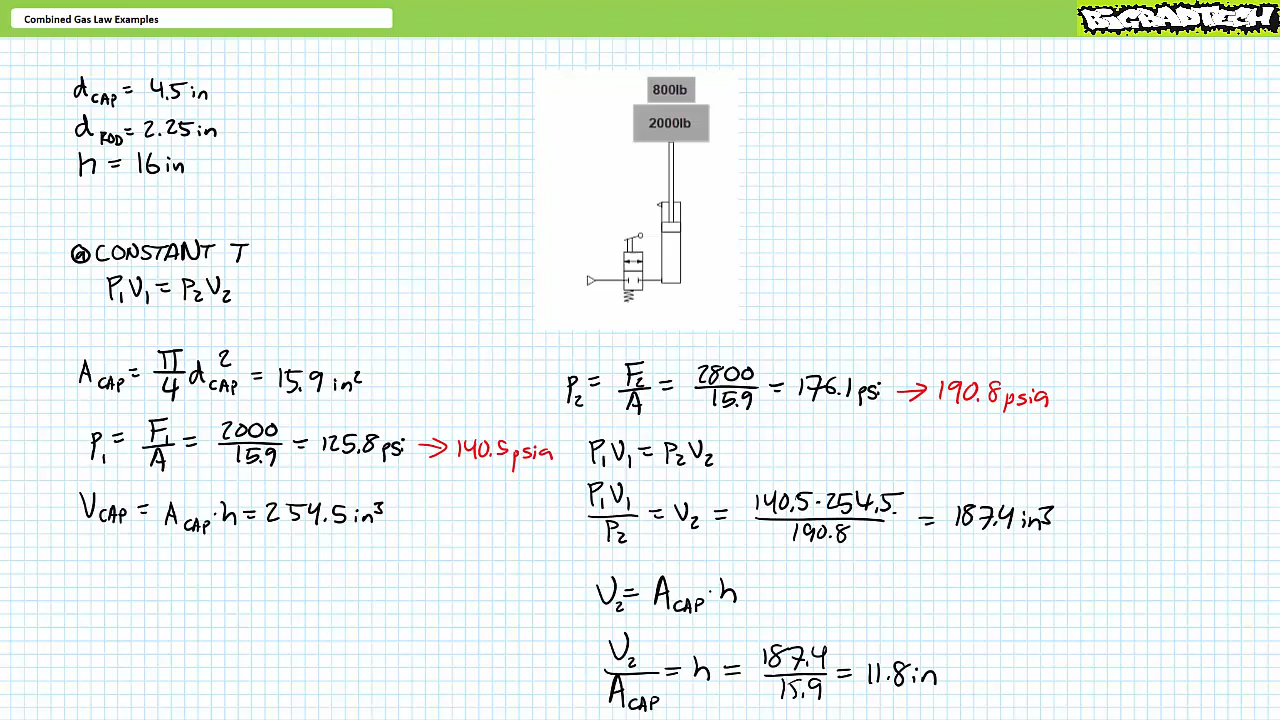 Combined Gas Law Examples
BIGBADTECH
d_CAP = 4.5 in
d_ROD = 2.25 in
h = 16 in
800lb
2000lb
@ CONSTANT T
P₁V₁ = P₂V₂
A_CAP = π/4 d_CAP² = 15.9 in²
P₁ = F₁/A = 2000/15.9 = 125.8 psi → 140.5 psia
V_CAP = A_CAP · h = 254.5 in³
P₂ = F₂/A = 2800/15.9 = 176.1 psi → 190.8 psia
P₁V₁ = P₂V₂
P₁V₁/P₂ = V₂ = 140.5 · 254.5/190.8 = 187.4 in³
V₂ = A_CAP · h
V₂/A_CAP = h = 187.4/15.9 = 11.8 in